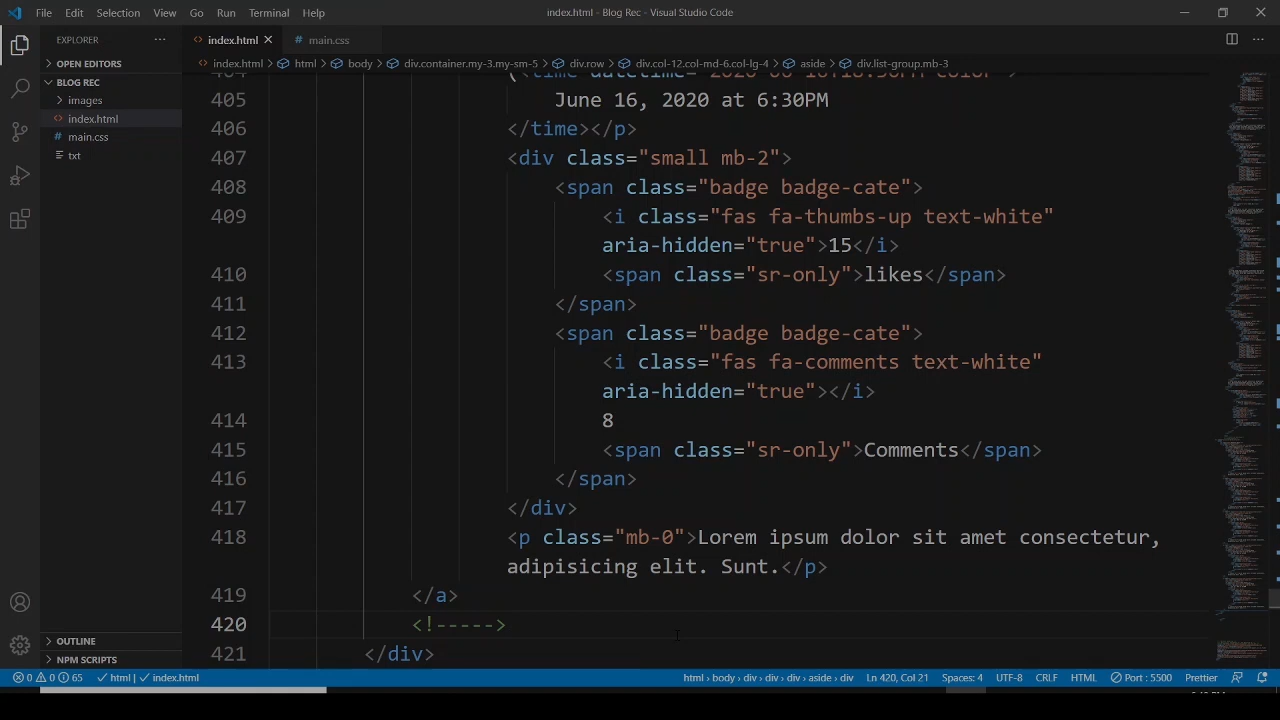 File Edit Selection View Go Run Terminal Help
index.html • Blog Rec - Visual Studio Code
EXPLORER
index.html
main.css
OPEN EDITORS
index.html > html > body > div.container.my-3.my-sm-5 > div.row > div.col-12.col-md-6.col-lg-4 > aside > div.list-group.mb-3
BLOG REC
images
index.html
main.css
txt
405 June 16, 2020 at 6:30PM
406 </time></p>
407 <div class="small mb-2">
408 <span class="badge badge-cate">
409 <i class="fas fa-thumbs-up text-white"
aria-hidden="true">15</i>
410 <span class="sr-only">likes</span>
411 </span>
412 <span class="badge badge-cate">
413 <i class="fas fa-comments text-white"
aria-hidden="true"></i>
414 8
415 <span class="sr-only">Comments</span>
416 </span>
417 </div>
418 <p class="mb-0">Lorem ipsum dolor sit amet consectetur,
adipisicing elit. Sunt.</p>
419 </a>
420 <!----->
421 </div>
OUTLINE
NPM SCRIPTS
0 0 65 html | index.html
html › body › div › div › div › aside › div Ln 420, Col 21 Spaces: 4 UTF-8 CRLF HTML Port : 5500 Prettier